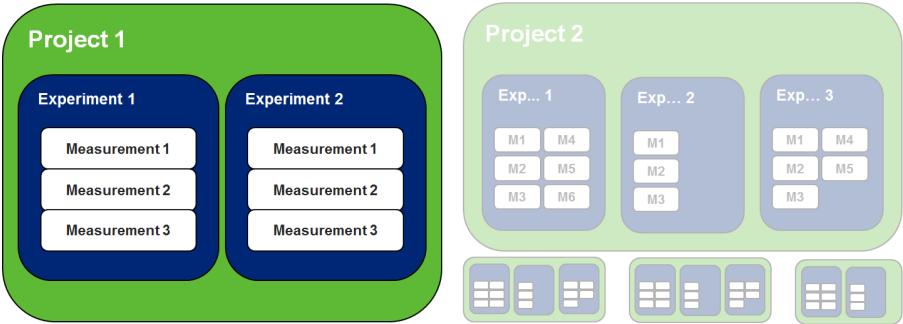 Project 1
Experiment 1
Measurement 1
Measurement 2
Measurement 3
Experiment 2
Measurement 1
Measurement 2
Measurement 3
Project 2
Exp... 1
M1 M4
M2 M5
M3 M6
Exp... 2
M1
M2
M3
Exp... 3
M1 M4
M2 M5
M3